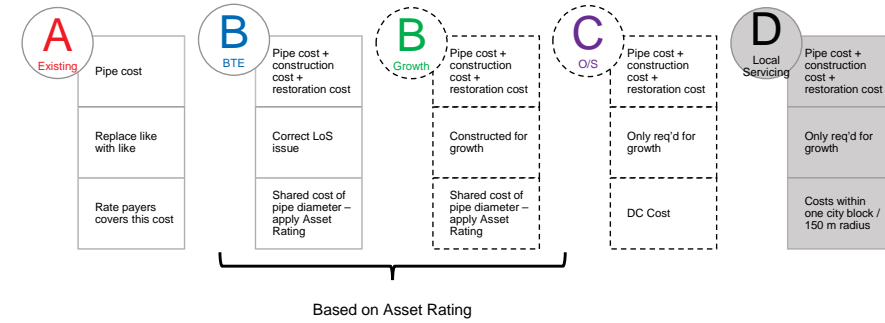 A
Existing
Pipe cost
Replace like
with like
Rate payers
covers this cost
B
BTE
Pipe cost +
construction
cost +
restoration cost
Correct LoS
issue
Shared cost of
pipe diameter –
apply Asset
Rating
B
Growth
Pipe cost +
construction
cost +
restoration cost
Constructed for
growth
Shared cost of
pipe diameter –
apply Asset
Rating
C
O/S
Pipe cost +
construction
cost +
restoration cost
Only req'd for
growth
DC Cost
D
Local
Servicing
Pipe cost +
construction
cost +
restoration cost
Only req'd for
growth
Costs within
one city block /
150 m radius
Based on Asset Rating